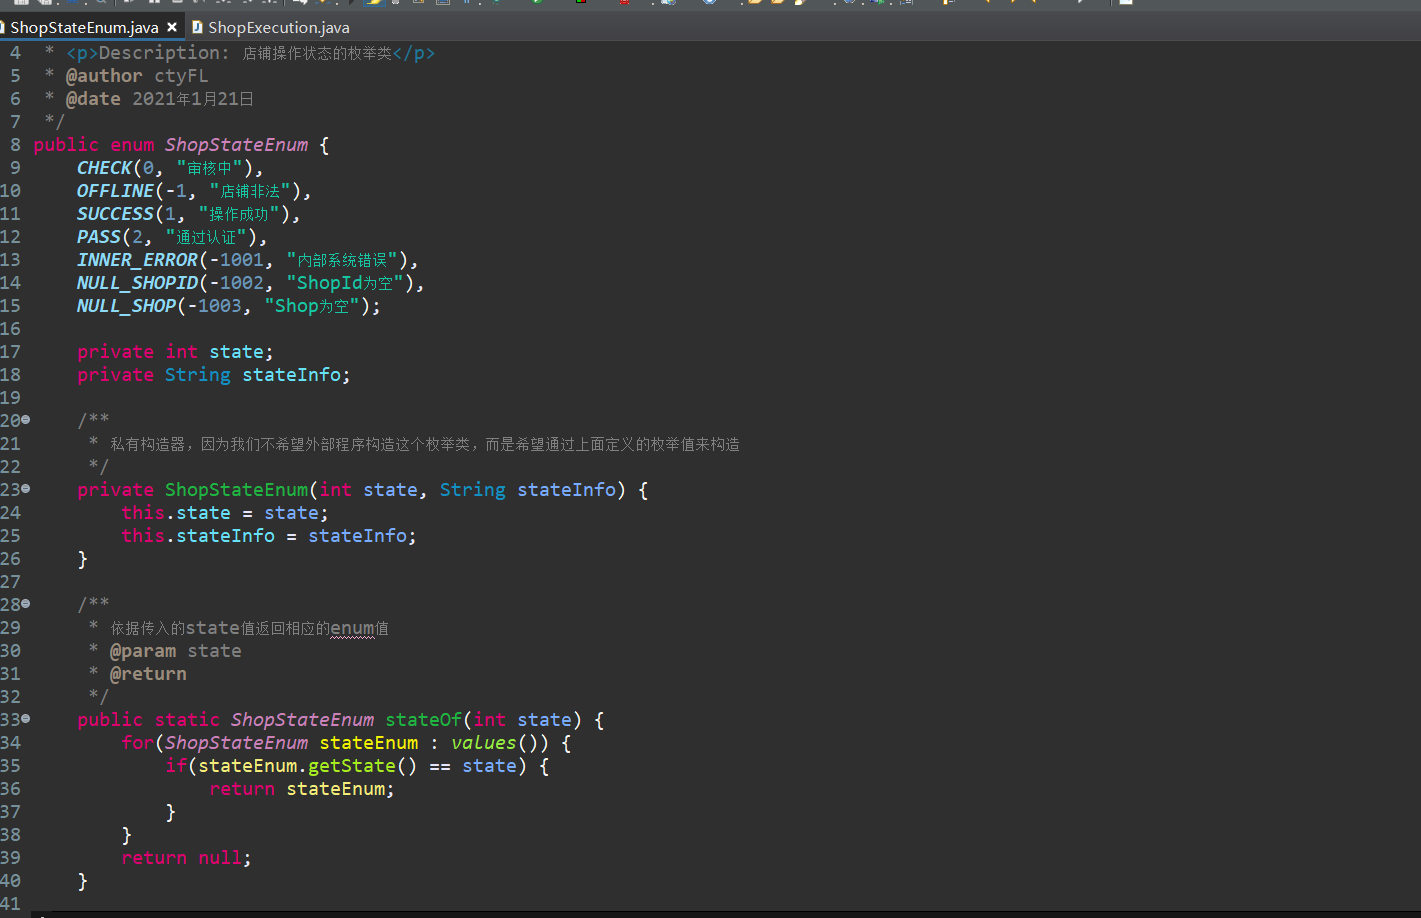 ShopStateEnum.java ShopExecution.java
4 * <p>Description: 店铺操作状态的枚举类</p>
5 * @author ctyFL
6 * @date 2021年1月21日
7 */
8 public enum ShopStateEnum {
9 CHECK(0, "审核中"),
10 OFFLINE(-1, "店铺非法"),
11 SUCCESS(1, "操作成功"),
12 PASS(2, "通过认证"),
13 INNER_ERROR(-1001, "内部系统错误"),
14 NULL_SHOPID(-1002, "ShopId为空"),
15 NULL_SHOP(-1003, "Shop为空");
16
17 private int state;
18 private String stateInfo;
19
20 /**
21 * 私有构造器，因为我们不希望外部程序构造这个枚举类，而是希望通过上面定义的枚举值来构造
22 */
23 private ShopStateEnum(int state, String stateInfo) {
24 this.state = state;
25 this.stateInfo = stateInfo;
26 }
27
28 /**
29 * 依据传入的state值返回相应的enum值
30 * @param state
31 * @return
32 */
33 public static ShopStateEnum stateOf(int state) {
34 for(ShopStateEnum stateEnum : values()) {
35 if(stateEnum.getState() == state) {
36 return stateEnum;
37 }
38 }
39 return null;
40 }
41